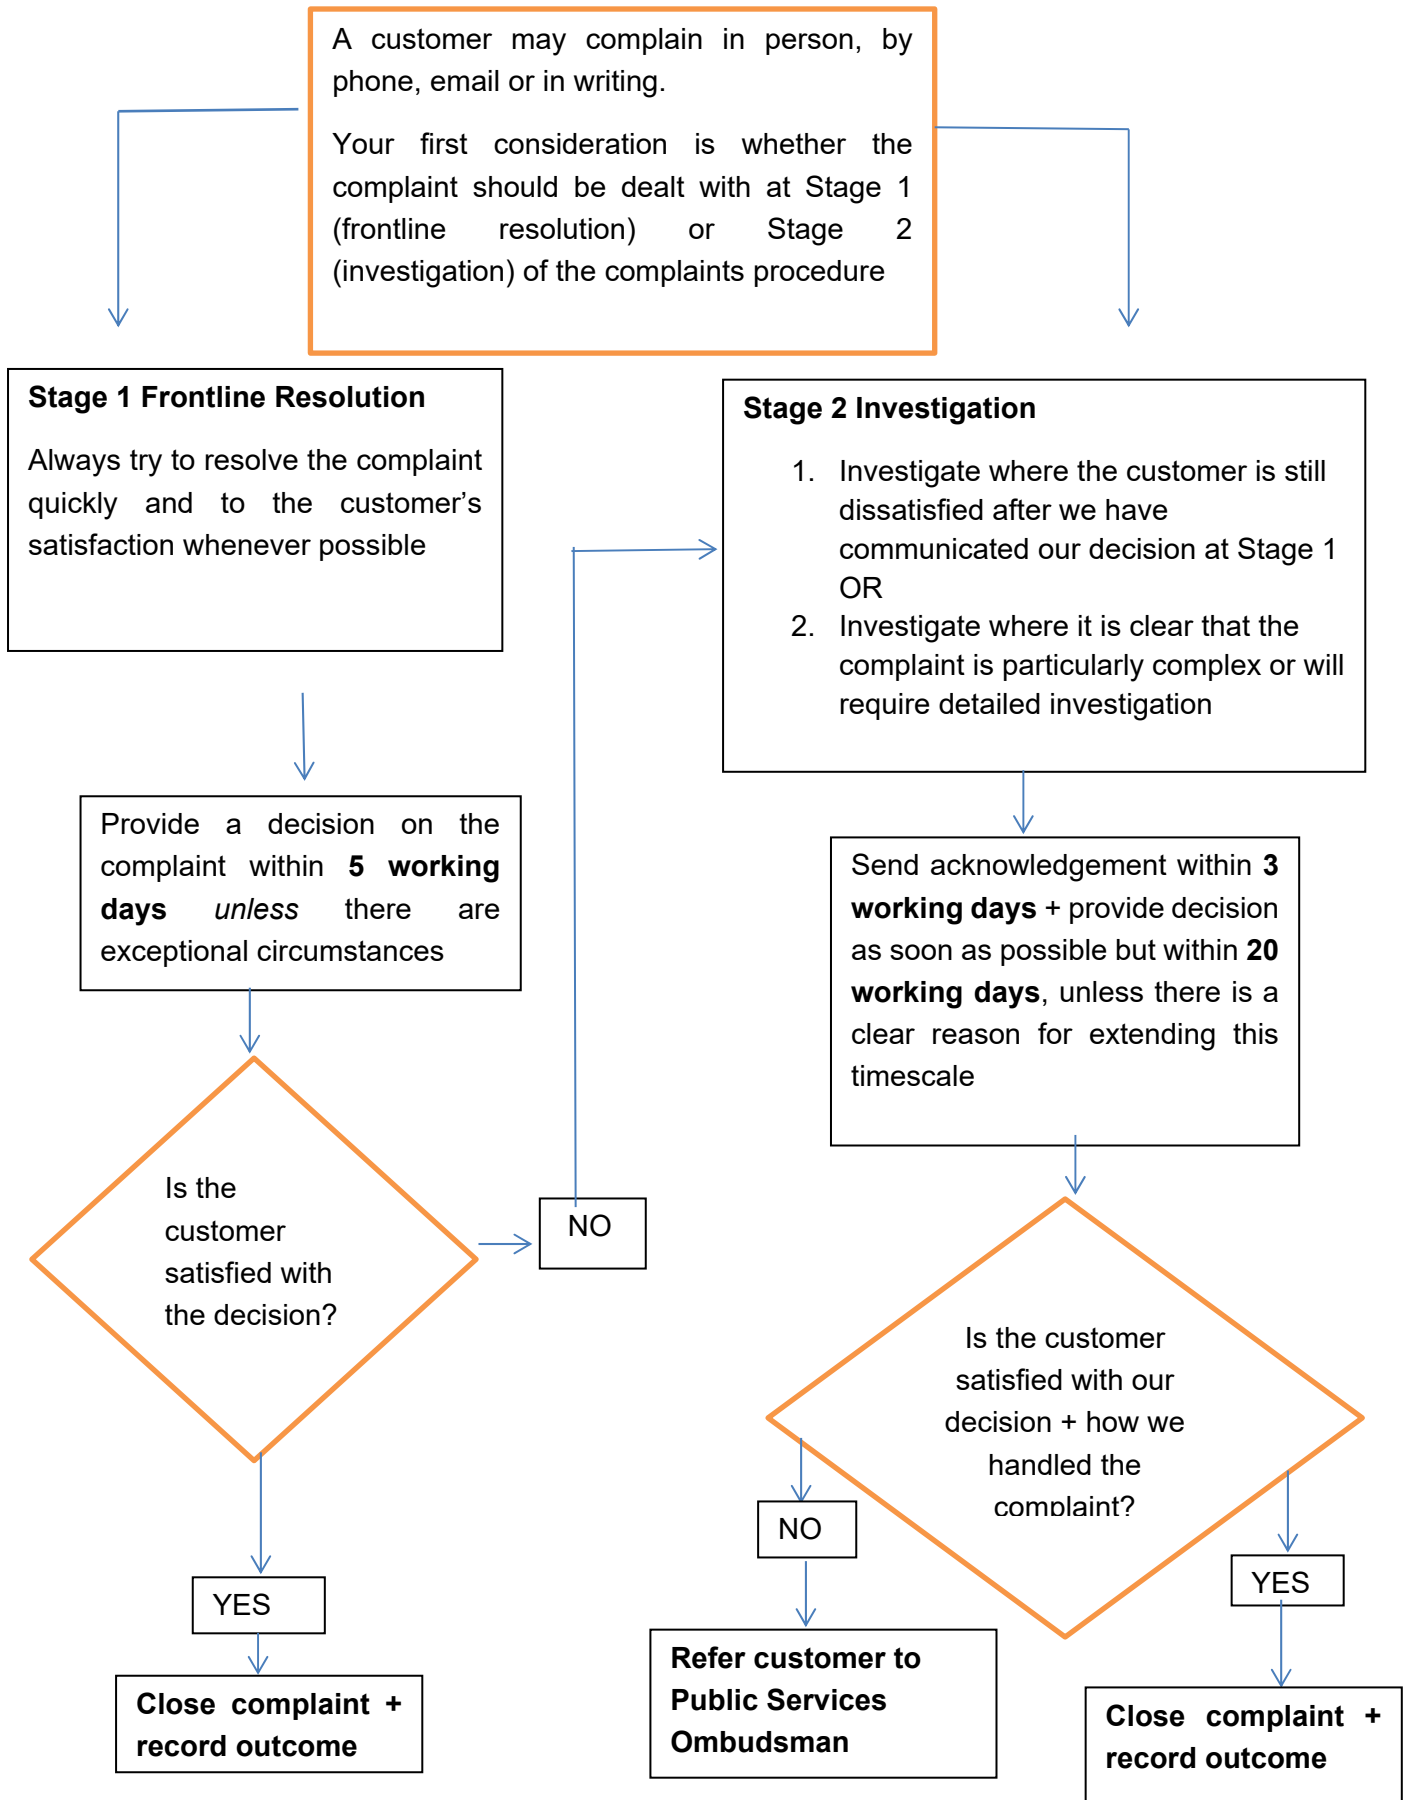 A customer may complain in person, by
phone, email or in writing.
Your first consideration is whether the
complaint should be dealt with at Stage 1
(frontline resolution) or Stage 2
(investigation) of the complaints procedure
Stage 1 Frontline Resolution
Always try to resolve the complaint
quickly and to the customer’s
satisfaction whenever possible
Stage 2 Investigation
1. Investigate where the customer is still
dissatisfied after we have
communicated our decision at Stage 1
OR
2. Investigate where it is clear that the
complaint is particularly complex or will
require detailed investigation
Provide a decision on the
complaint within 5 working
days unless there are
exceptional circumstances
Send acknowledgement within 3
working days + provide decision
as soon as possible but within 20
working days, unless there is a
clear reason for extending this
timescale
Is the
customer
satisfied with
the decision?
NO
Is the customer
satisfied with our
decision + how we
handled the
complaint?
NO
YES
YES
Refer customer to
Public Services
Ombudsman
Close complaint +
record outcome
Close complaint +
record outcome